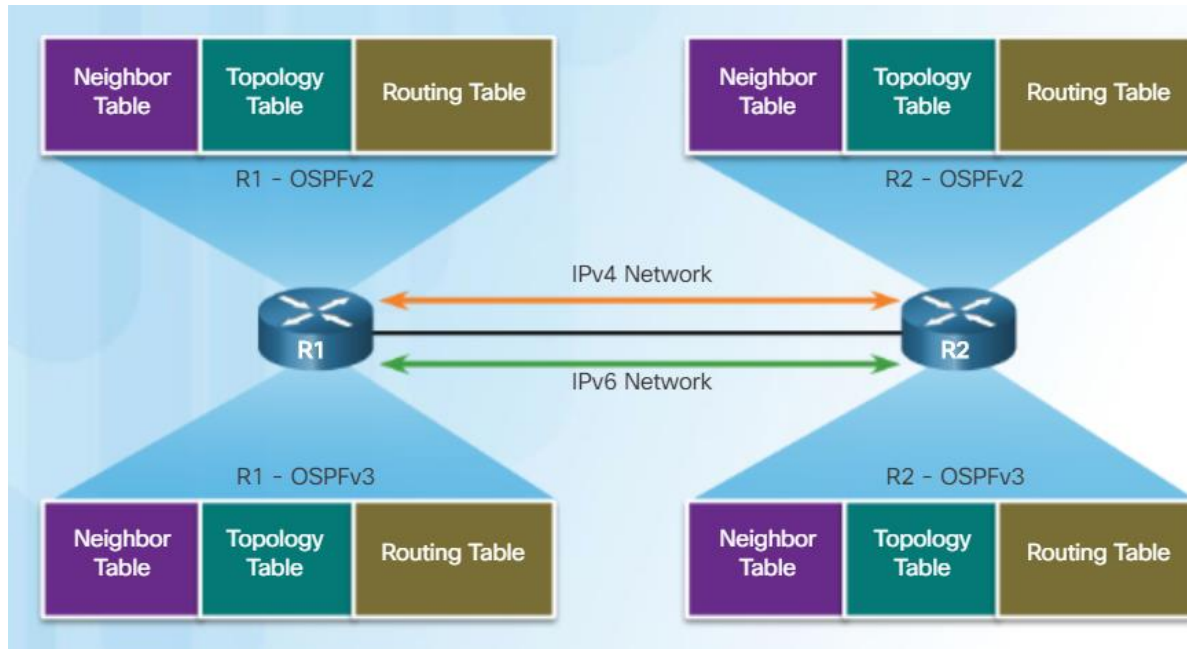 Neighbor
Table
Topology
Table
Routing Table
Neighbor
Table
Topology
Table
Routing Table
R1 - OSPFv2
R2 - OSPFv2
IPv4 Network
R1
R2
IPv6 Network
R1 - OSPFv3
R2 - OSPFv3
Neighbor
Table
Topology
Table
Routing Table
Neighbor
Table
Topology
Table
Routing Table